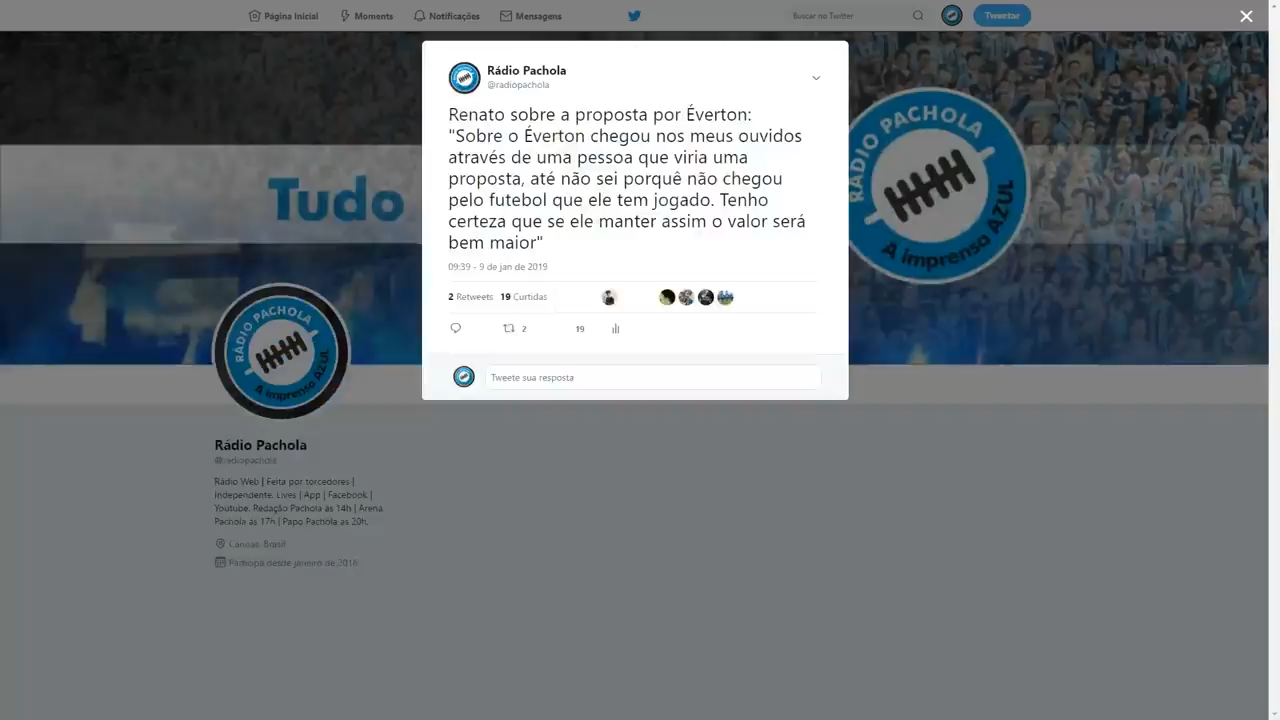 Página Inicial
Moments
Notificações
Mensagens
Buscar no Twitter
Tweetar
Rádio Pachola
@radiopachola
Renato sobre a proposta por Éverton:
"Sobre o Éverton chegou nos meus ouvidos
através de uma pessoa que viria uma
proposta, até não sei porquê não chegou
pelo futebol que ele tem jogado. Tenho
certeza que se ele manter assim o valor será
bem maior"
09:39 - 9 de jan de 2019
2 Retweets 19 Curtidas
2
19
Tweete sua resposta
Tudo
RÁDIO PACHOLA
A imprensa AZUL
RÁDIO PACHOLA
A imprensa AZUL
Rádio Pachola
@radiopachola
Rádio Web | Feita por torcedores |
Independente. Lives | App | Facebook |
Youtube. Redação Pachola às 14h | Arena
Pachola às 17h | Papo Pachola às 20h.
Canoas, Brasil
Participa desde janeiro de 2016